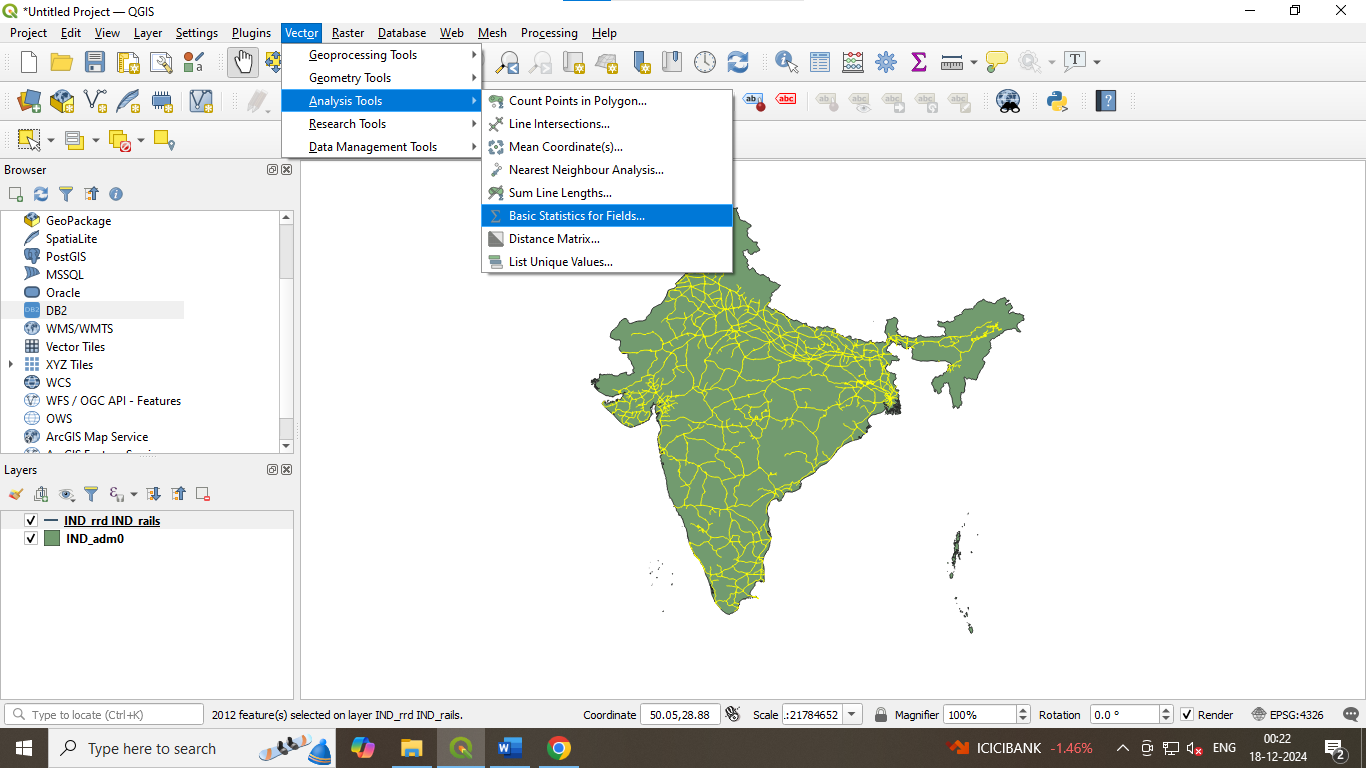 *Untitled Project — QGIS
Project Edit View Layer Settings Plugins Vector Raster Database Web Mesh Processing Help
Geoprocessing Tools
Geometry Tools
Analysis Tools
Research Tools
Data Management Tools
Count Points in Polygon...
Line Intersections...
Mean Coordinate(s)...
Nearest Neighbour Analysis...
Sum Line Lengths...
Basic Statistics for Fields...
Distance Matrix...
List Unique Values...
Browser
GeoPackage
SpatiaLite
PostGIS
MSSQL
Oracle
DB2
WMS/WMTS
Vector Tiles
XYZ Tiles
WCS
WFS / OGC API - Features
OWS
ArcGIS Map Service
Layers
IND_rrd IND_rails
IND_adm0
Type to locate (Ctrl+K) 2012 feature(s) selected on layer IND_rrd IND_rails. Coordinate 50.05,28.88 Scale .:21784652 Magnifier 100% Rotation 0.0 ° Render EPSG:4326
Type here to search ICICIBANK -1.46% ENG 00:22
18-12-2024 2